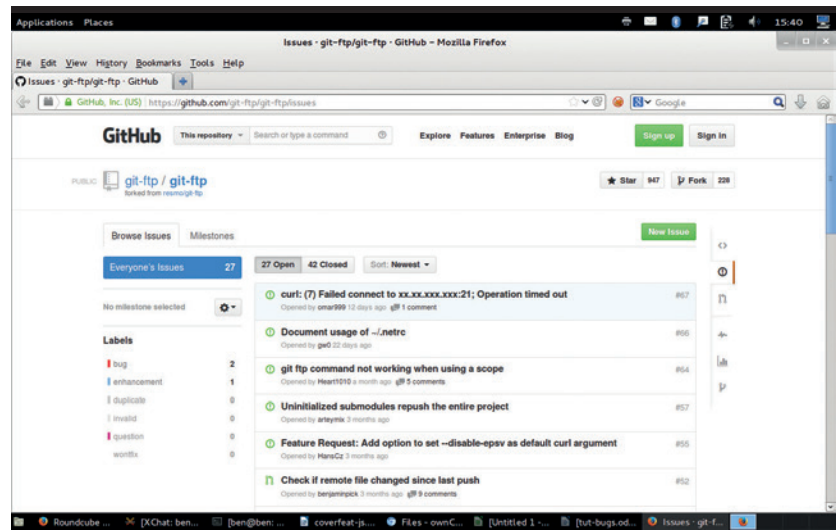 Applications Places
15:40
Issues · git-ftp/git-ftp · GitHub - Mozilla Firefox
File Edit View History Bookmarks Tools Help
Issues · git-ftp/git-ftp · GitHub
GitHub, Inc. (US) https://github.com/git-ftp/git-ftp/issues
Google
GitHub This repository Search or type a command Explore Features Enterprise Blog Sign up Sign in
PUBLIC git-ftp / git-ftp Star 947 Fork 228
forked from resmo/git-ftp
Browse Issues Milestones New Issue
Everyone's Issues 27
27 Open 42 Closed Sort: Newest
No milestone selected
Labels
bug 2
enhancement 1
duplicate 0
invalid 0
question 0
wontfix 0
curl: (7) Failed connect to xx.xx.xxx.xxx:21; Operation timed out #67
Opened by omar999 12 days ago 1 comment
Document usage of ~/.netrc #66
Opened by gw0 22 days ago
git ftp command not working when using a scope #64
Opened by Heart1010 a month ago 5 comments
Uninitialized submodules repush the entire project #57
Opened by arteymix 3 months ago
Feature Request: Add option to set --disable-epsv as default curl argument #55
Opened by HansCz 3 months ago
Check if remote file changed since last push #52
Opened by benjaminpick 3 months ago 9 comments
Roundcube ... [XChat: ben... [ben@ben: ... coverfeat-js.... Files - ownC... [Untitled 1 -... [tut-bugs.od... Issues · git-f...